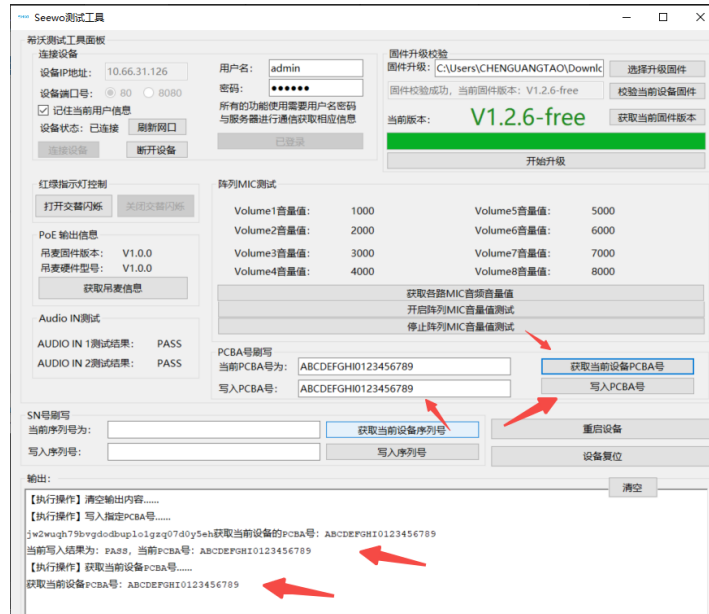 Seewo测试工具
希沃测试工具面板
连接设备
设备IP地址: 10.66.31.126
设备端口号: 80 8080
记住当前用户信息
设备状态: 已连接 刷新网口
连接设备 断开设备
用户名: admin
密码: ●●●●●●
所有的功能使用需要用户名密码
与服务器进行通信获取相应信息
已登录
固件升级校验
固件升级: C:\Users\CHENGUANGTAO\Downlc 选择升级固件
固件校验成功，当前固件版本: V1.2.6-free 校验当前设备固件
当前版本: V1.2.6-free 获取当前固件版本
开始升级
红绿指示灯控制
打开交替闪烁 关闭交替闪烁
PoE 输出信息
吊麦固件版本: V1.0.0
吊麦硬件型号: V1.0.0
获取吊麦信息
Audio IN测试
AUDIO IN 1测试结果: PASS
AUDIO IN 2测试结果: PASS
阵列MIC测试
Volume1音量值: 1000 Volume5音量值: 5000
Volume2音量值: 2000 Volume6音量值: 6000
Volume3音量值: 3000 Volume7音量值: 7000
Volume4音量值: 4000 Volume8音量值: 8000
获取各路MIC音频音量值
开启阵列MIC音量值测试
停止阵列MIC音量值测试
PCBA号刷写
当前PCBA号为: ABCDEFGHI0123456789 获取当前设备PCBA号
写入PCBA号: ABCDEFGHI0123456789 写入PCBA号
SN号刷写
当前序列号为: 获取当前设备序列号
写入序列号: 写入序列号
重启设备
设备复位
输出:
清空
【执行操作】清空输出内容......
【执行操作】写入指定PCBA号......
jw2wuqh79bvgdodbuplo1gzq07d0y5eh获取当前设备的PCBA号: ABCDEFGHI0123456789
当前写入结果为: PASS, 当前PCBA号: ABCDEFGHI0123456789
【执行操作】获取当前设备PCBA号......
获取当前设备PCBA号: ABCDEFGHI0123456789